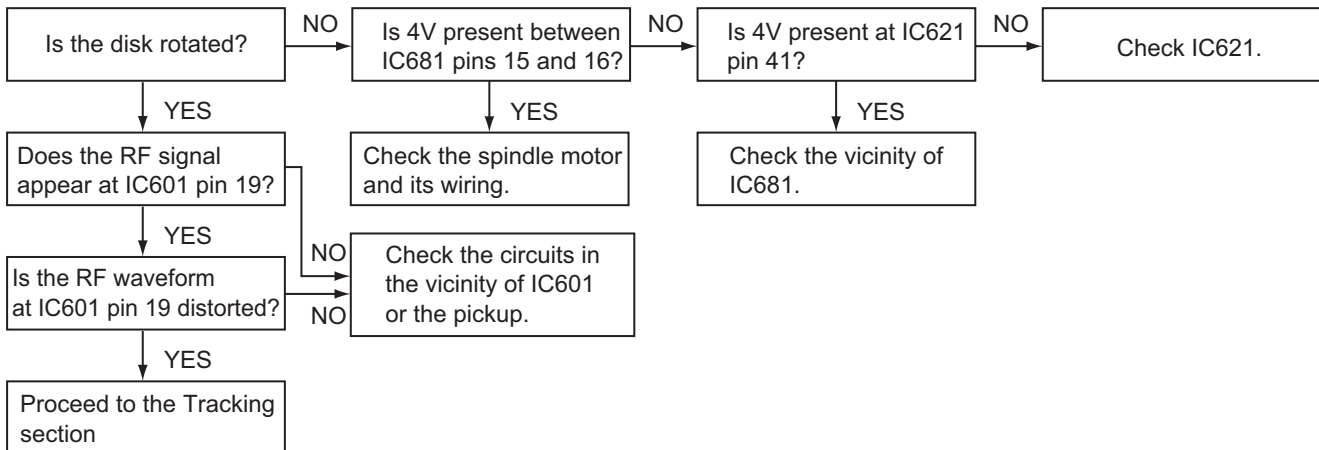 Is the disk rotated?
NO
Is 4V present between
IC681 pins 15 and 16?
NO
Is 4V present at IC621
pin 41?
NO
Check IC621.
YES
YES
YES
Does the RF signal
appear at IC601 pin 19?
Check the spindle motor
and its wiring.
Check the vicinity of
IC681.
YES
NO
Is the RF waveform
at IC601 pin 19 distorted?
NO
Check the circuits in
the vicinity of IC601
or the pickup.
YES
Proceed to the Tracking
section